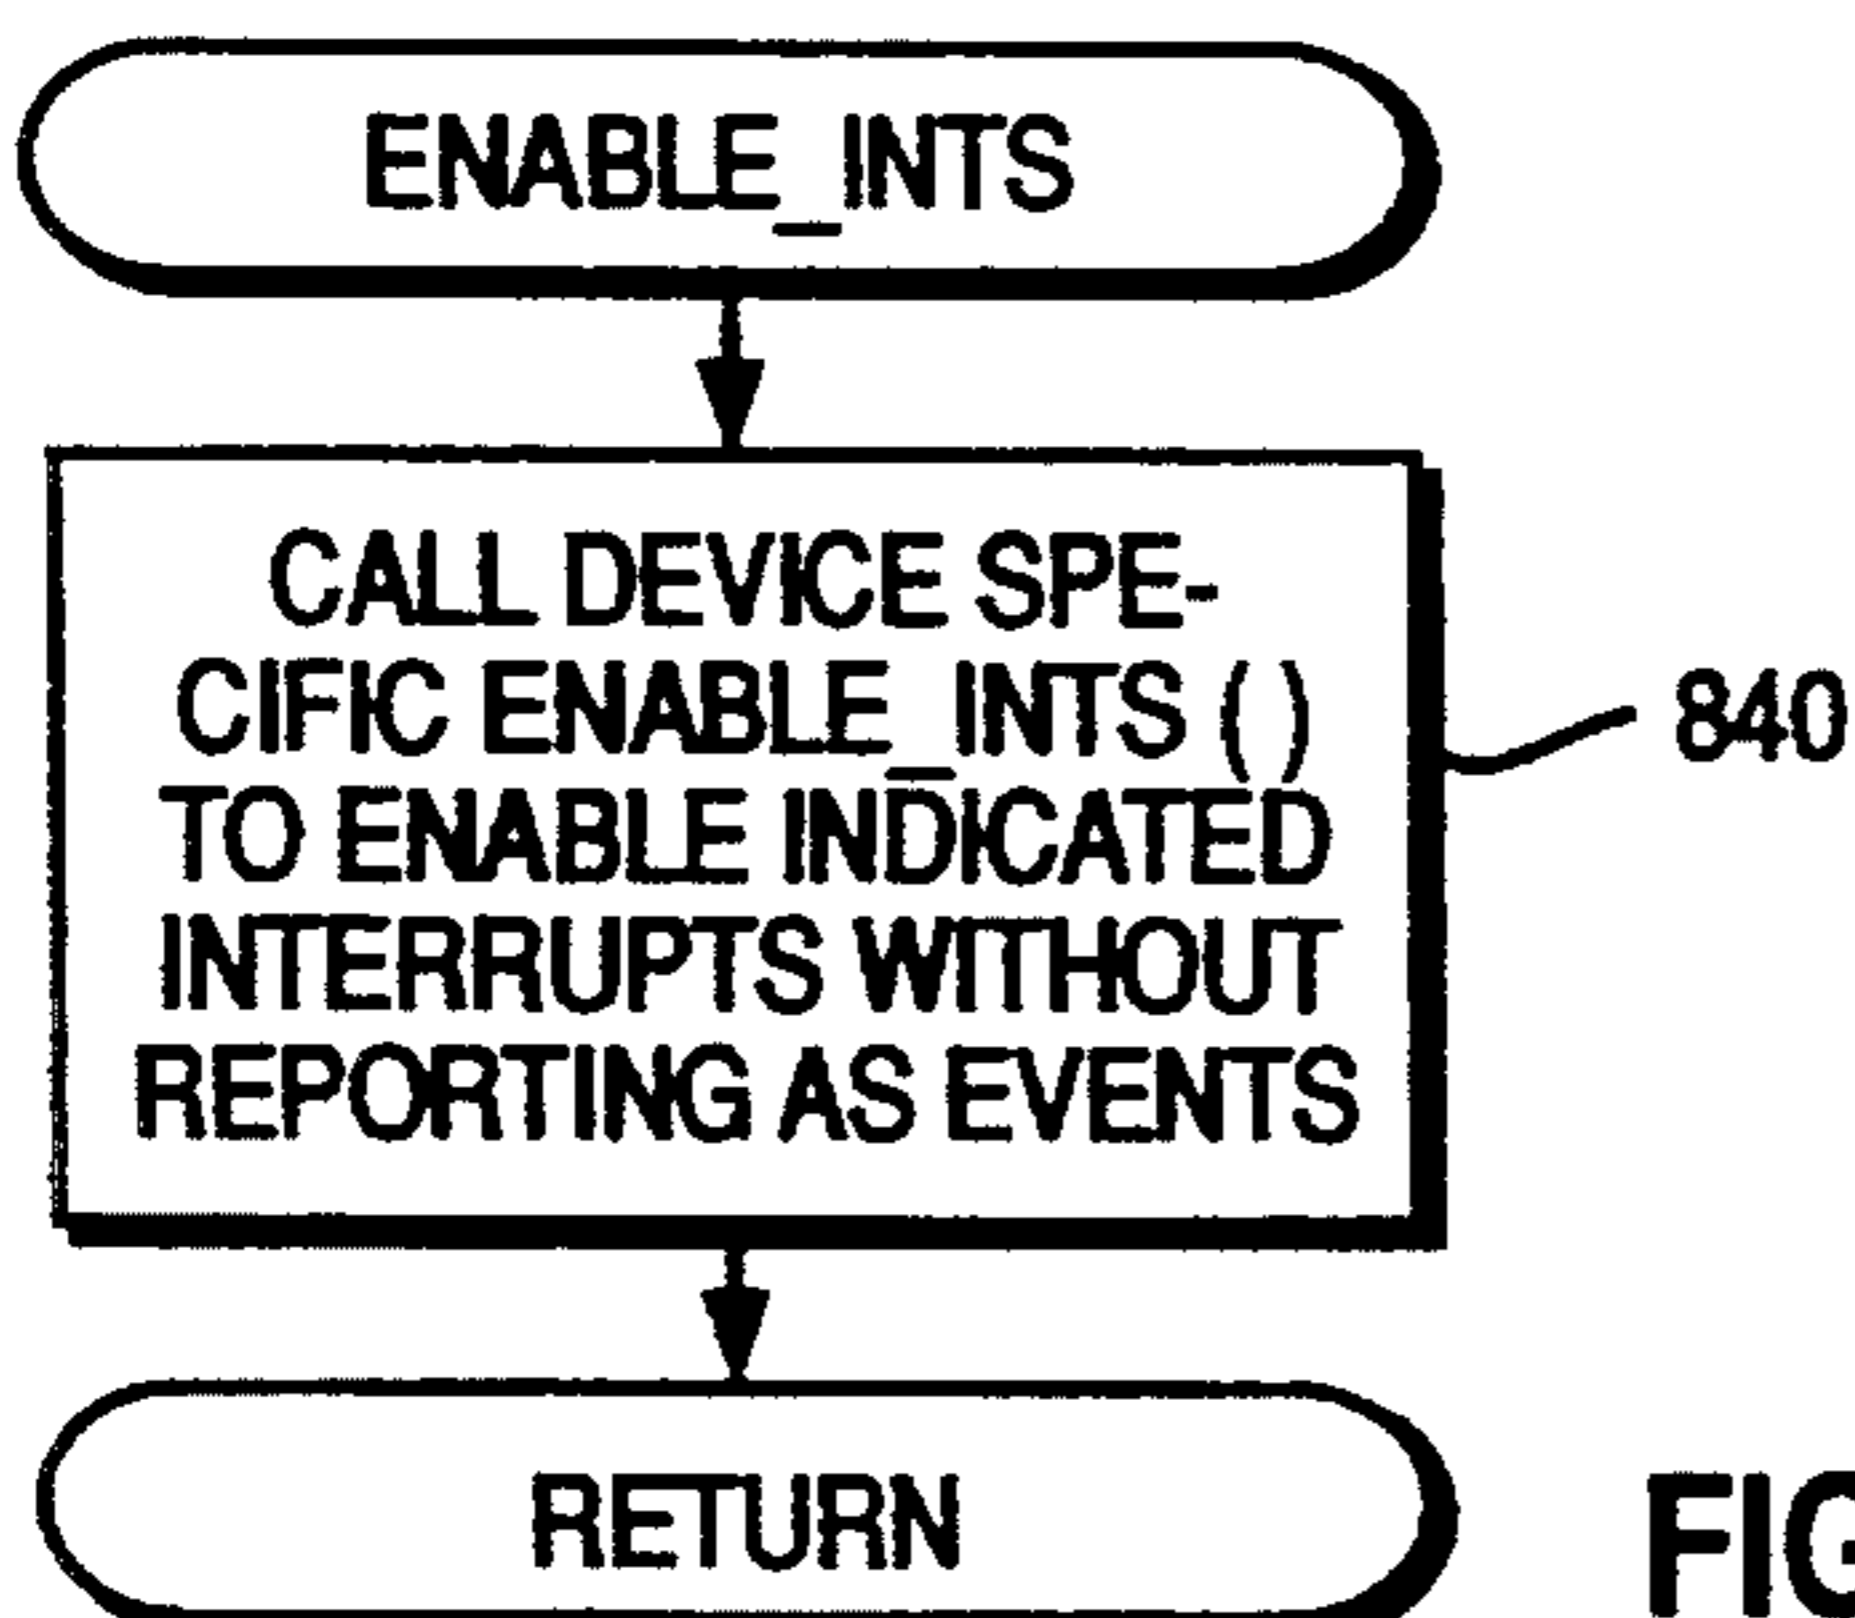 ENABLE_INTS
CALL DEVICE SPE-
CIFIC ENABLE_INTS ( )
TO ENABLE INDICATED
INTERRUPTS WITHOUT
REPORTING AS EVENTS
840
RETURN
FIG